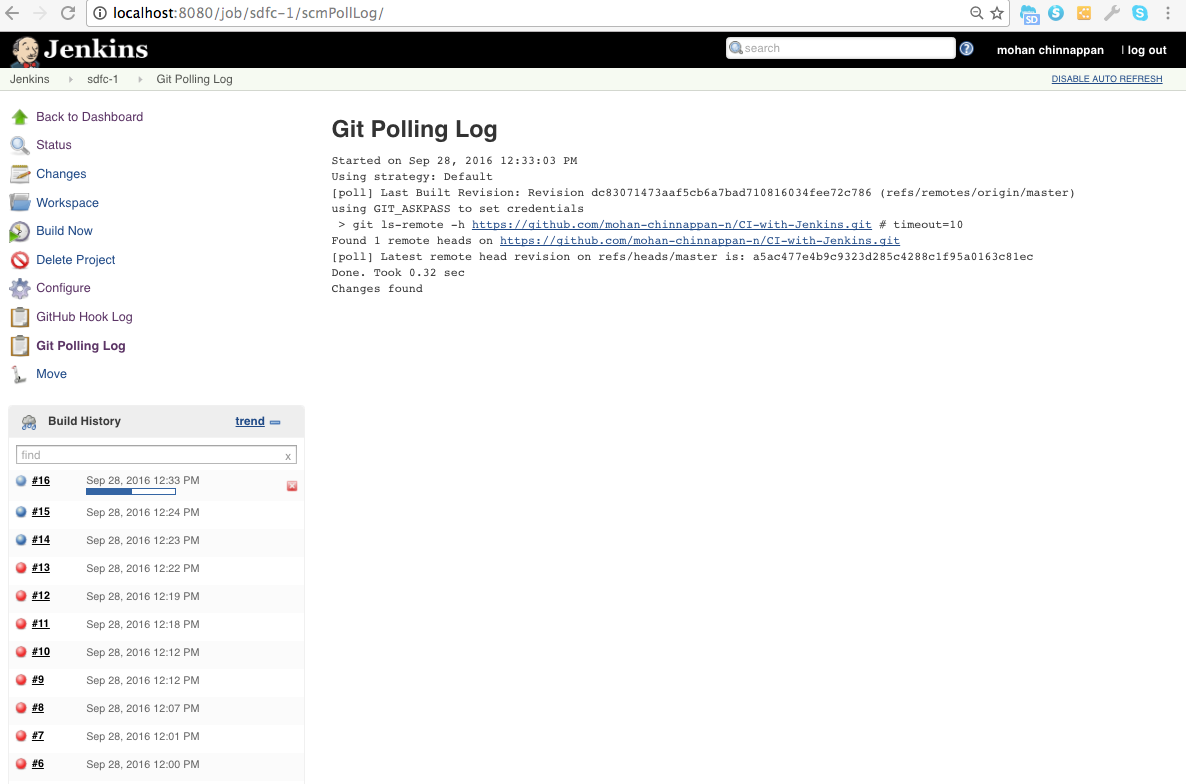 localhost:8080/job/sdfc-1/scmPollLog/
SD
Jenkins
search
?
mohan chinnappan
| log out
Jenkins
sdfc-1
Git Polling Log
DISABLE AUTO REFRESH
Back to Dashboard
Status
Changes
Workspace
Build Now
Delete Project
Configure
GitHub Hook Log
Git Polling Log
Move
Git Polling Log
Started on Sep 28, 2016 12:33:03 PM
Using strategy: Default
[poll] Last Built Revision: Revision dc83071473aaf5cb6a7bad710816034fee72c786 (refs/remotes/origin/master)
using GIT_ASKPASS to set credentials
> git ls-remote -h https://github.com/mohan-chinnappan-n/CI-with-Jenkins.git # timeout=10
Found 1 remote heads on https://github.com/mohan-chinnappan-n/CI-with-Jenkins.git
[poll] Latest remote head revision on refs/heads/master is: a5ac477e4b9c9323d285c4288c1f95a0163c81ec
Done. Took 0.32 sec
Changes found
Build History
trend
find
x
#16 Sep 28, 2016 12:33 PM
#15 Sep 28, 2016 12:24 PM
#14 Sep 28, 2016 12:23 PM
#13 Sep 28, 2016 12:22 PM
#12 Sep 28, 2016 12:19 PM
#11 Sep 28, 2016 12:18 PM
#10 Sep 28, 2016 12:12 PM
#9 Sep 28, 2016 12:12 PM
#8 Sep 28, 2016 12:07 PM
#7 Sep 28, 2016 12:01 PM
#6 Sep 28, 2016 12:00 PM